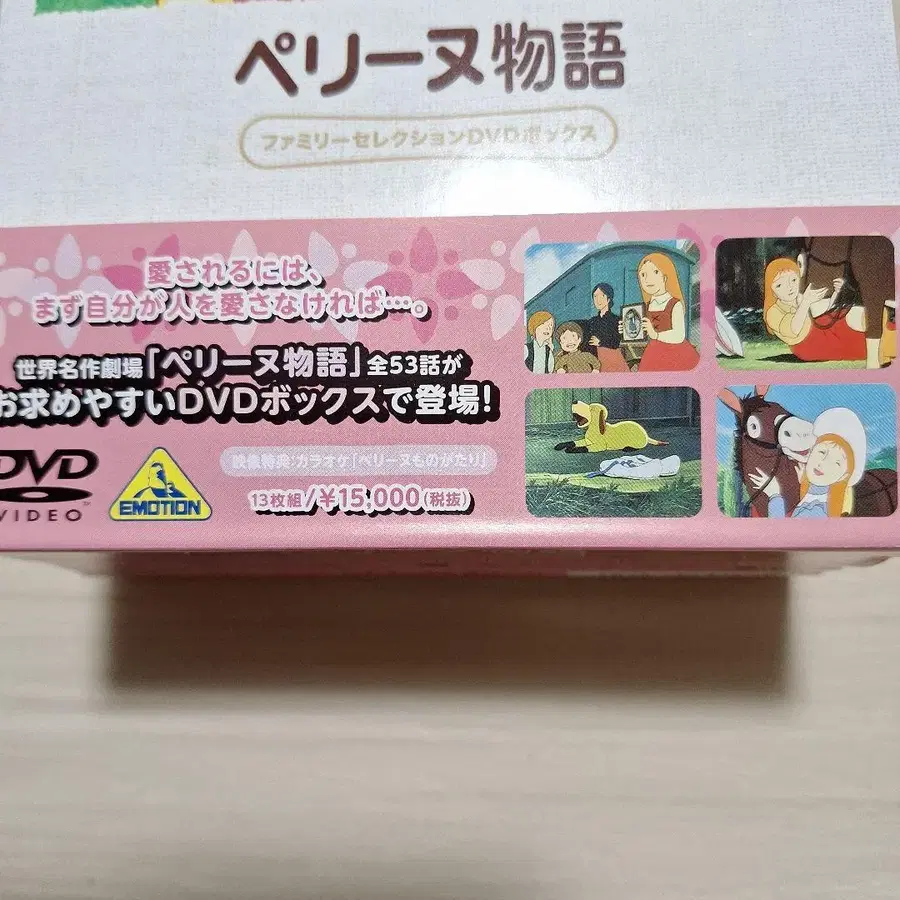 ペリーヌ物語
ファミリーセレクションDVDボックス
愛されるには、
まず自分が人を愛さなければ…。
世界名作劇場「ペリーヌ物語」全53話が
お求めやすいDVDボックスで登場!
映像特典:カラオケ「ペリーヌものがたり」
13枚組/¥15,000(税抜)
DVD
VIDEO
EMOTION